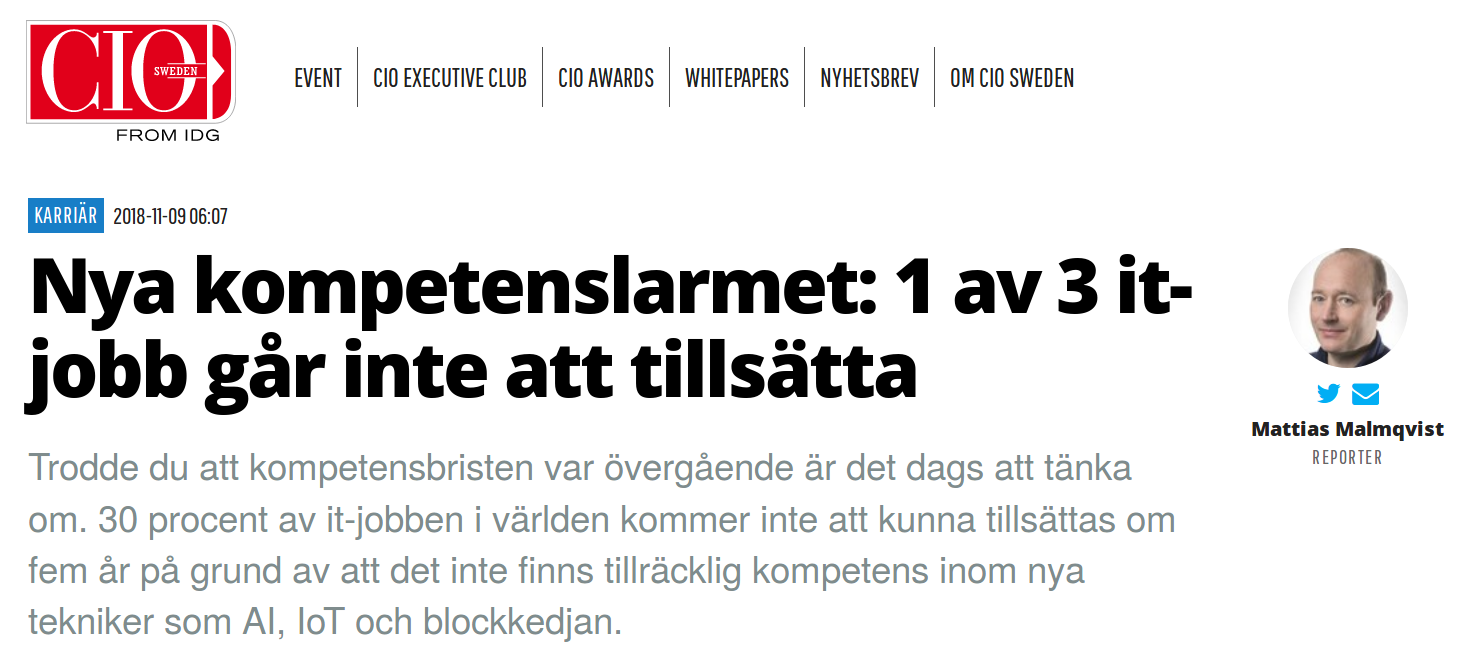 CIO
SWEDEN
FROM IDG
EVENT
CIO EXECUTIVE CLUB
CIO AWARDS
WHITEPAPERS
NYHETSBREV
OM CIO SWEDEN
KARRIÄR 2018-11-09 06:07
Nya kompetenslarmet: 1 av 3 it-
jobb går inte att tillsätta
Trodde du att kompetensbristen var övergående är det dags att tänka
om. 30 procent av it-jobben i världen kommer inte att kunna tillsättas om
fem år på grund av att det inte finns tillräcklig kompetens inom nya
tekniker som AI, IoT och blockkedjan.
Mattias Malmqvist
REPORTER